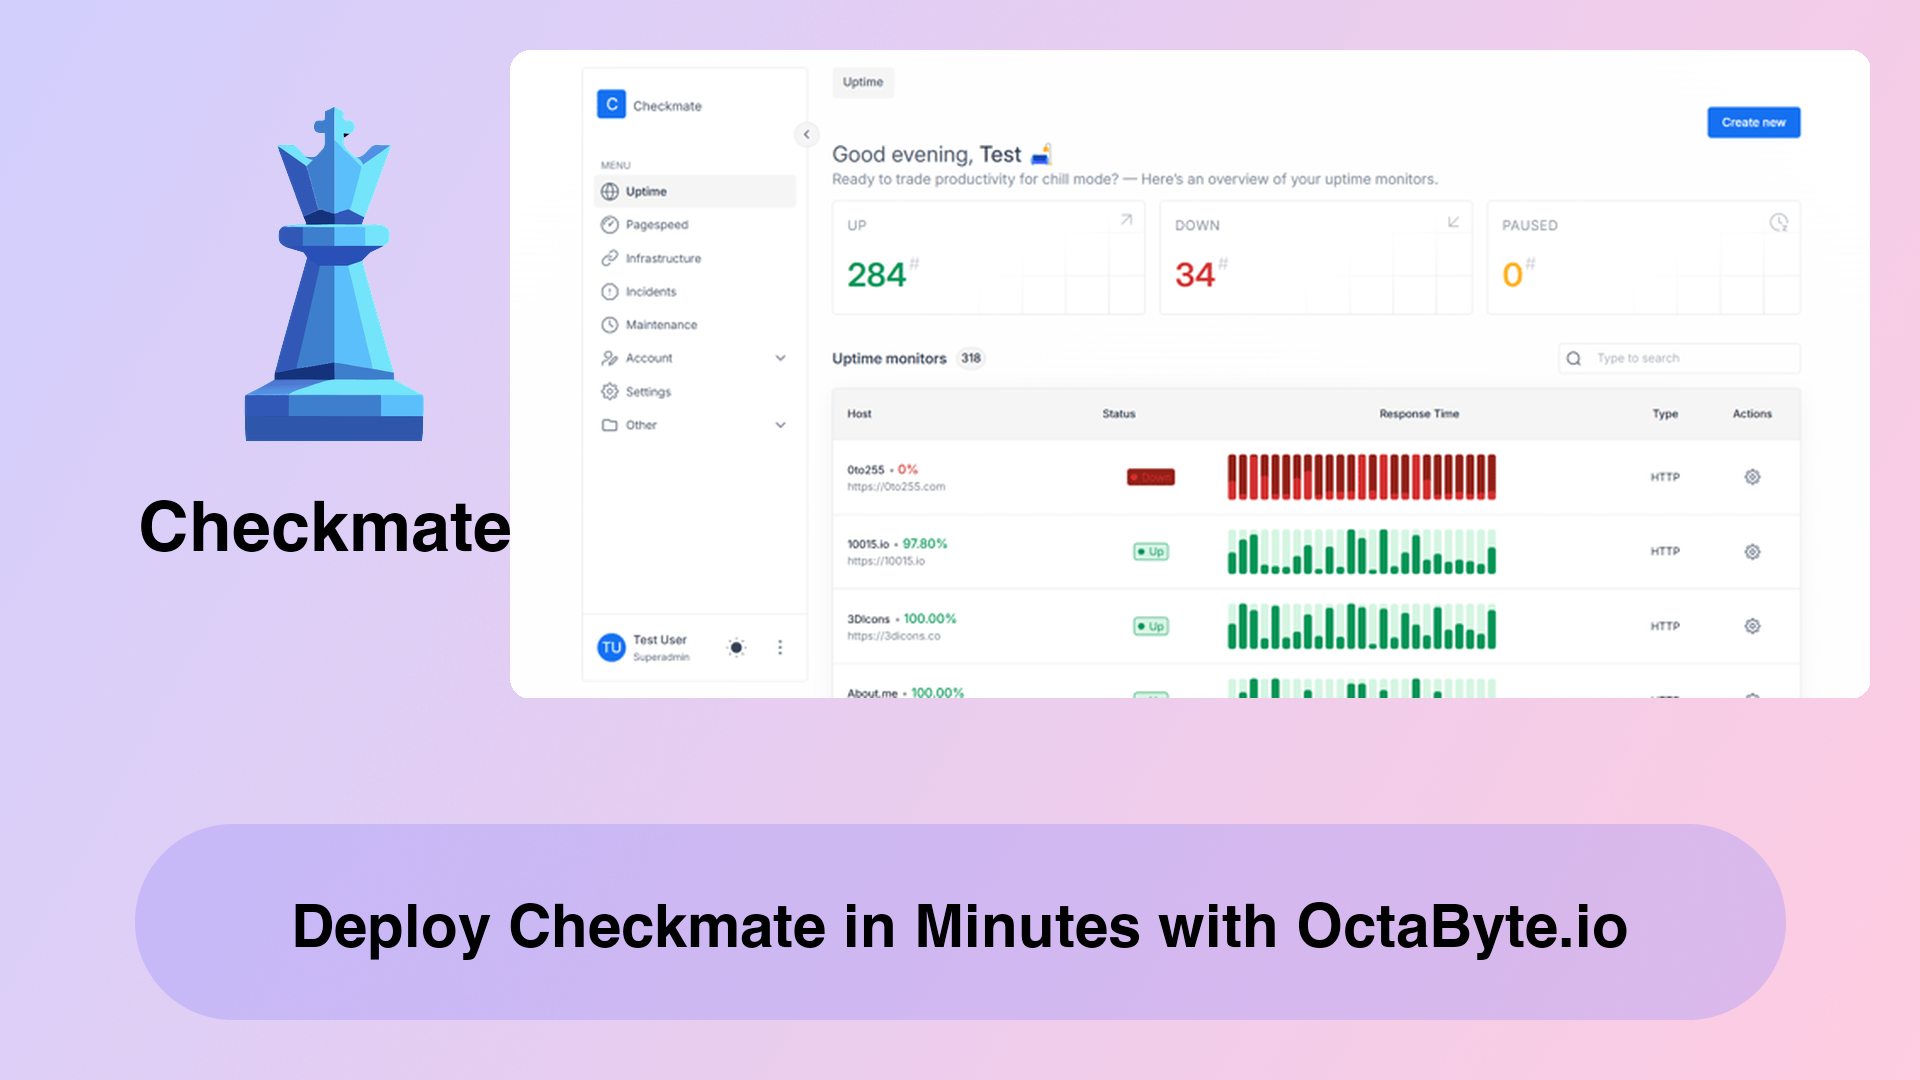 Checkmate
C Checkmate
MENU
Uptime
Pagespeed
Infrastructure
Incidents
Maintenance
Account
Settings
Other
TU Test User
Superadmin
Uptime
Create new
Good evening, Test
Ready to trade productivity for chill mode? — Here's an overview of your uptime monitors.
UP
284 #
DOWN
34 #
PAUSED
0 #
Uptime monitors 318
Type to search
Host Status Response Time Type Actions
0to255 • 0% Down HTTP
https://0to255.com
10015.io • 97.80% Up HTTP
https://10015.io
3DIcons • 100.00% Up HTTP
https://3dicons.co
About.me • 100.00%
Deploy Checkmate in Minutes with OctaByte.io